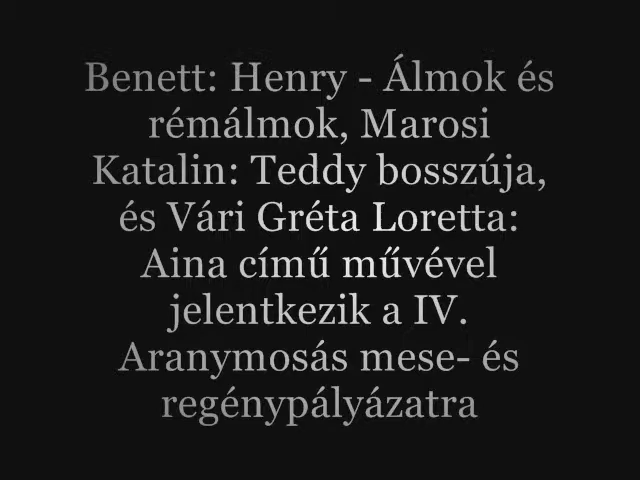 Benett: Henry - Álmok és
rémálmok, Marosi
Katalin: Teddy bosszúja,
és Vári Gréta Loretta:
Aina című művével
jelentkezik a IV.
Aranymosás mese- és
regénypályázatra